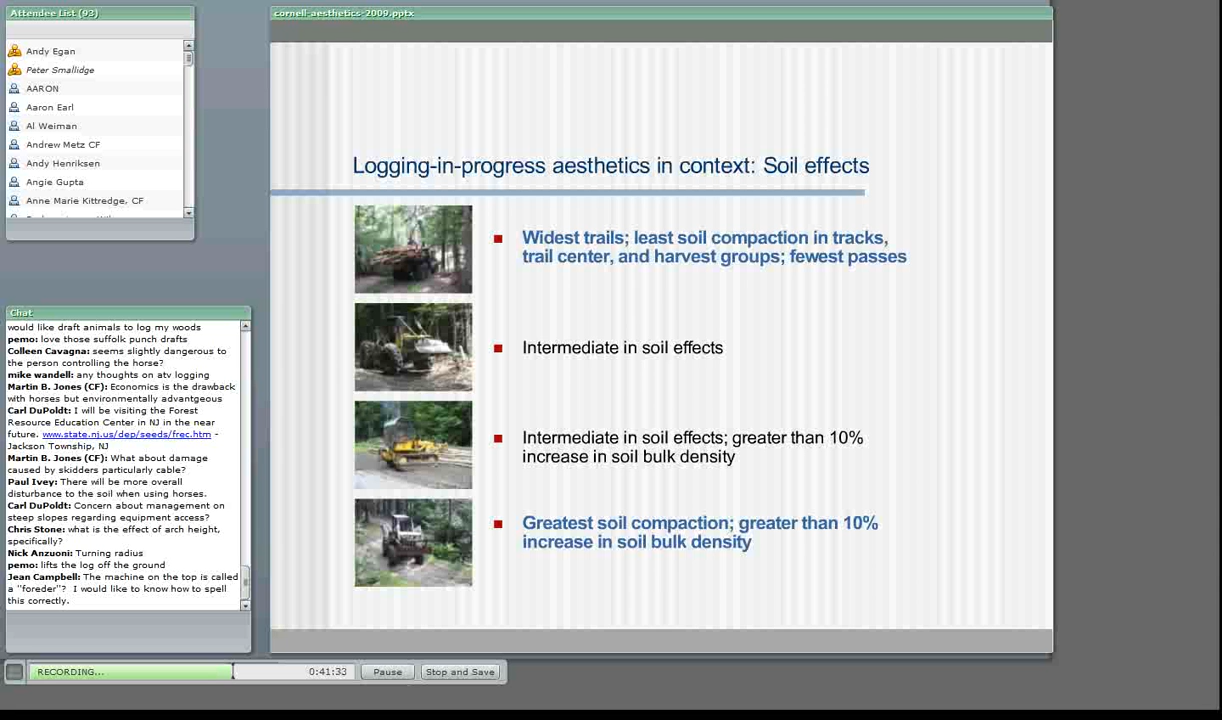 Attendee List (93)
Andy Egan
Peter Smallidge
AARON
Aaron Earl
Al Weiman
Andrew Metz CF
Andy Henriksen
Angie Gupta
Anne Marie Kittredge, CF
Chat
would like draft animals to log my woods
pemo: love those suffolk punch drafts
Colleen Cavagna: seems slightly dangerous to
the person controlling the horse?
mike wandell: any thoughts on atv logging
Martin B. Jones (CF): Economics is the drawback
with horses but environmentally advantgeous
Carl DuPoldt: I will be visiting the Forest
Resource Education Center in NJ in the near
future. www.state.nj.us/dep/seeds/frec.htm -
Jackson Township, NJ
Martin B. Jones (CF): What about damage
caused by skidders particularly cable?
Paul Ivey: There will be more overall
disturbance to the soil when using horses.
Carl DuPoldt: Concern about management on
steep slopes regarding equipment access?
Chris Stone: what is the effect of arch height,
specifically?
Nick Anzuoni: Turning radius
pemo: lifts the log off the ground
Jean Campbell: The machine on the top is called
a "foreder"? I would like to know how to spell
this correctly.
cornell-aesthetics-2009.pptx
Logging-in-progress aesthetics in context: Soil effects
Widest trails; least soil compaction in tracks,
trail center, and harvest groups; fewest passes
Intermediate in soil effects
Intermediate in soil effects; greater than 10%
increase in soil bulk density
Greatest soil compaction; greater than 10%
increase in soil bulk density
RECORDING...
0:41:33
Pause
Stop and Save